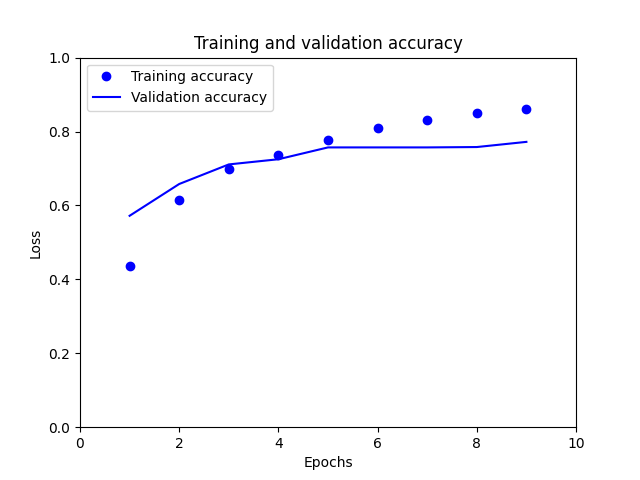 Training and validation accuracy
1.0
Training accuracy
Validation accuracy
0.8
0.6
Loss
0.4
0.2
0.0
0 2 4 6 8 10
Epochs